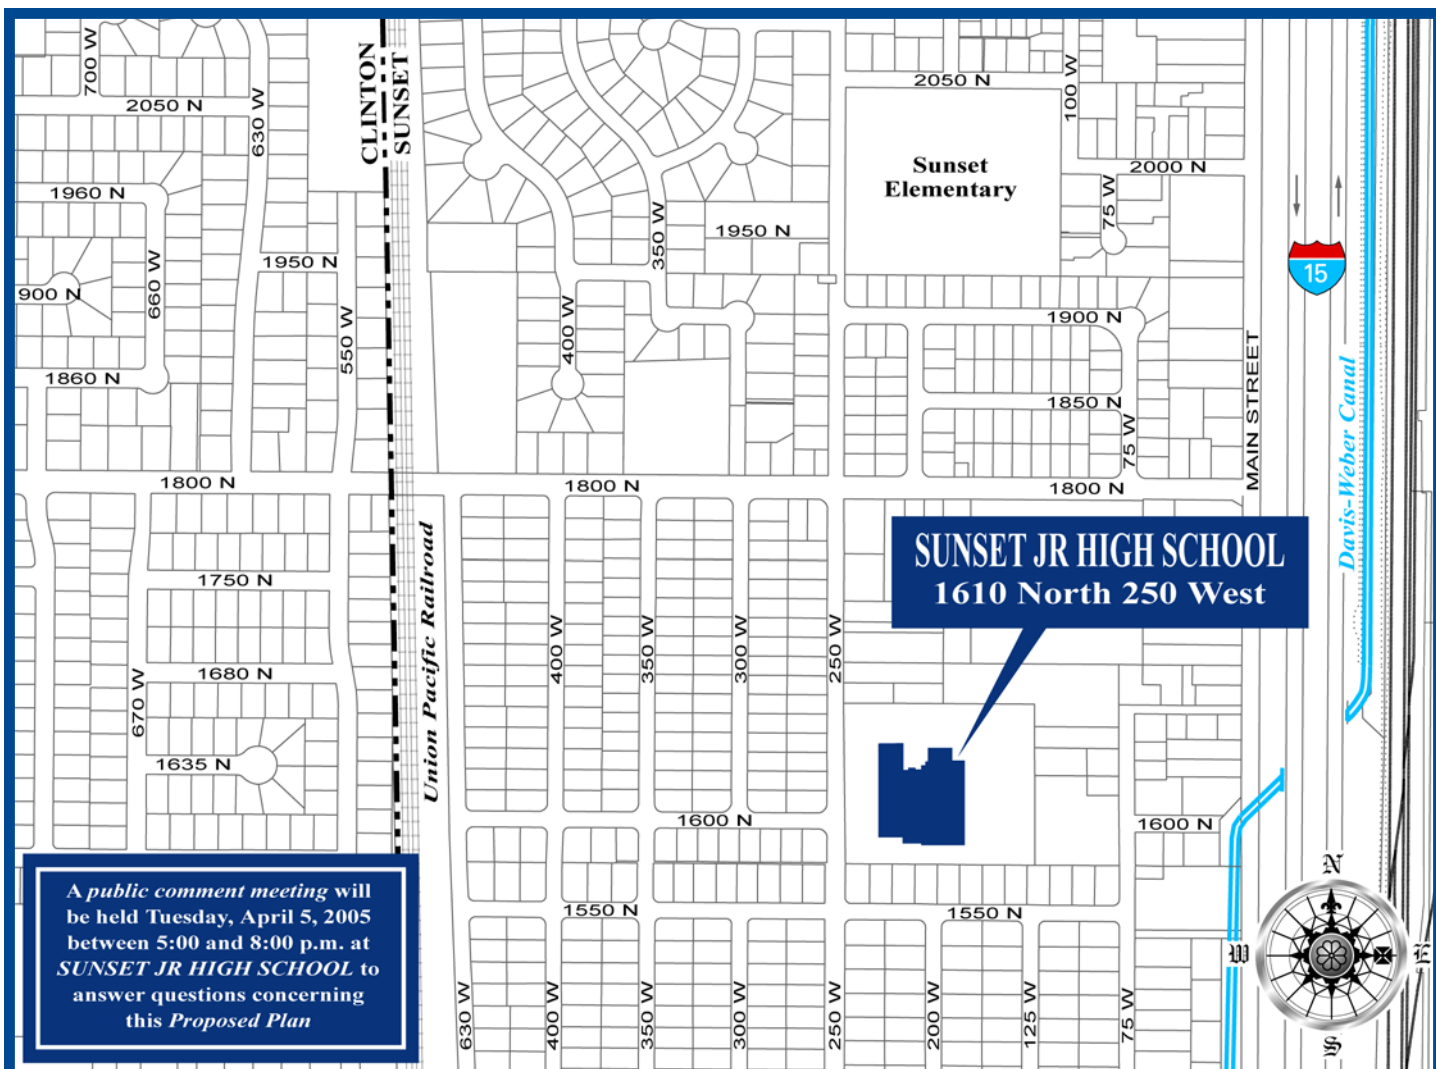 700 W
2050 N
630 W
CLINTON
SUNSET
2050 N
100 W
Sunset
Elementary
2000 N
1960 N
75 W
350 W
1950 N
1950 N
660 W
900 N
15
550 W
400 W
1900 N
MAIN STREET
1860 N
1850 N
75 W
Davis-Weber Canal
1800 N
1800 N
1800 N
SUNSET JR HIGH SCHOOL
1610 North 250 West
1750 N
Union Pacific Railroad
400 W
350 W
300 W
250 W
1680 N
670 W
1635 N
1600 N
1600 N
N
W
E
S
1550 N
1550 N
A public comment meeting will
be held Tuesday, April 5, 2005
between 5:00 and 8:00 p.m. at
SUNSET JR HIGH SCHOOL to
answer questions concerning
this Proposed Plan
630 W
400 W
350 W
300 W
250 W
200 W
125 W
75 W